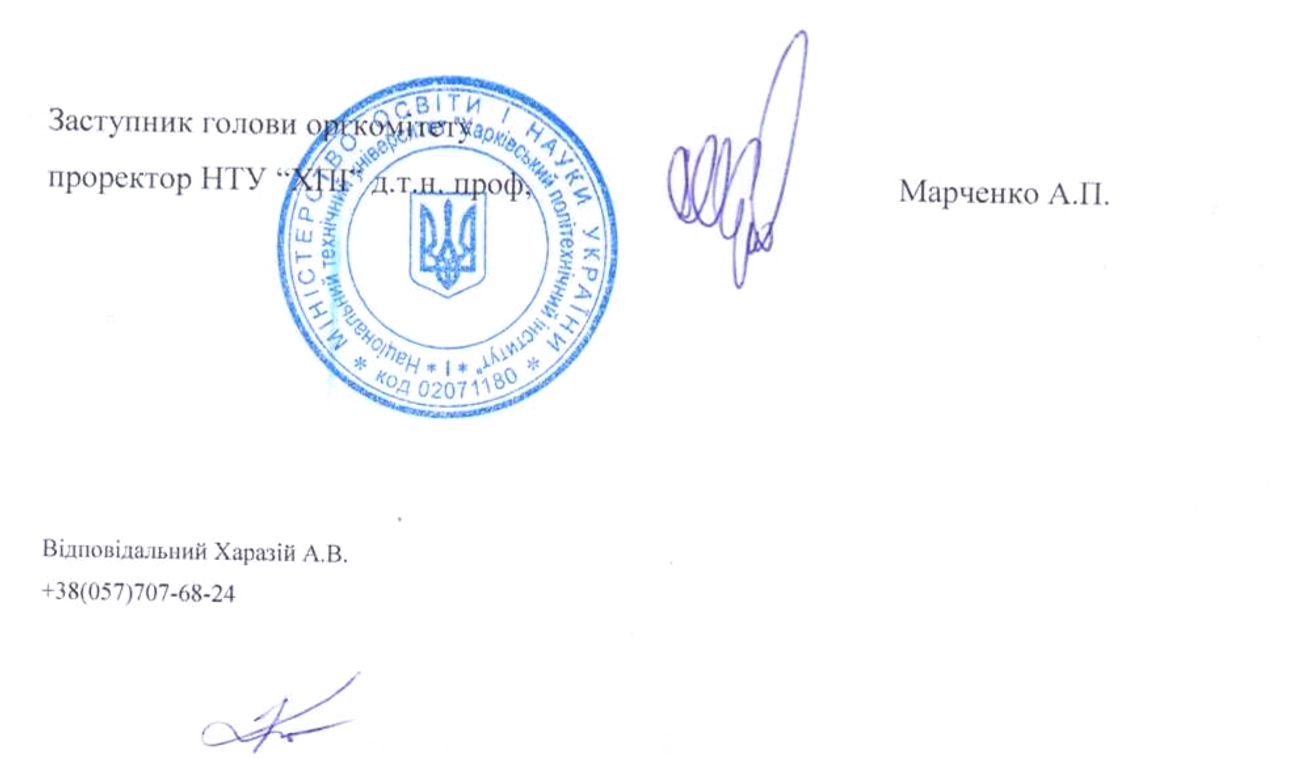 Заступник голови оргкомітету
проректор НТУ “ХПІ” д.т.н. проф,
Марченко А.П.
МІНІСТЕРСТВО ОСВІТИ І НАУКИ УКРАЇНИ
Національний технічний університет "Харківський політехнічний інститут"
* І *
* код 02071180 *
Відповідальний Харазій А.В.
+38(057)707-68-24